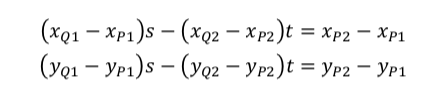 (x_{Q1} − x_{P1})s − (x_{Q2} − x_{P2})t = x_{P2} − x_{P1}
(y_{Q1} − y_{P1})s − (y_{Q2} − y_{P2})t = y_{P2} − y_{P1}